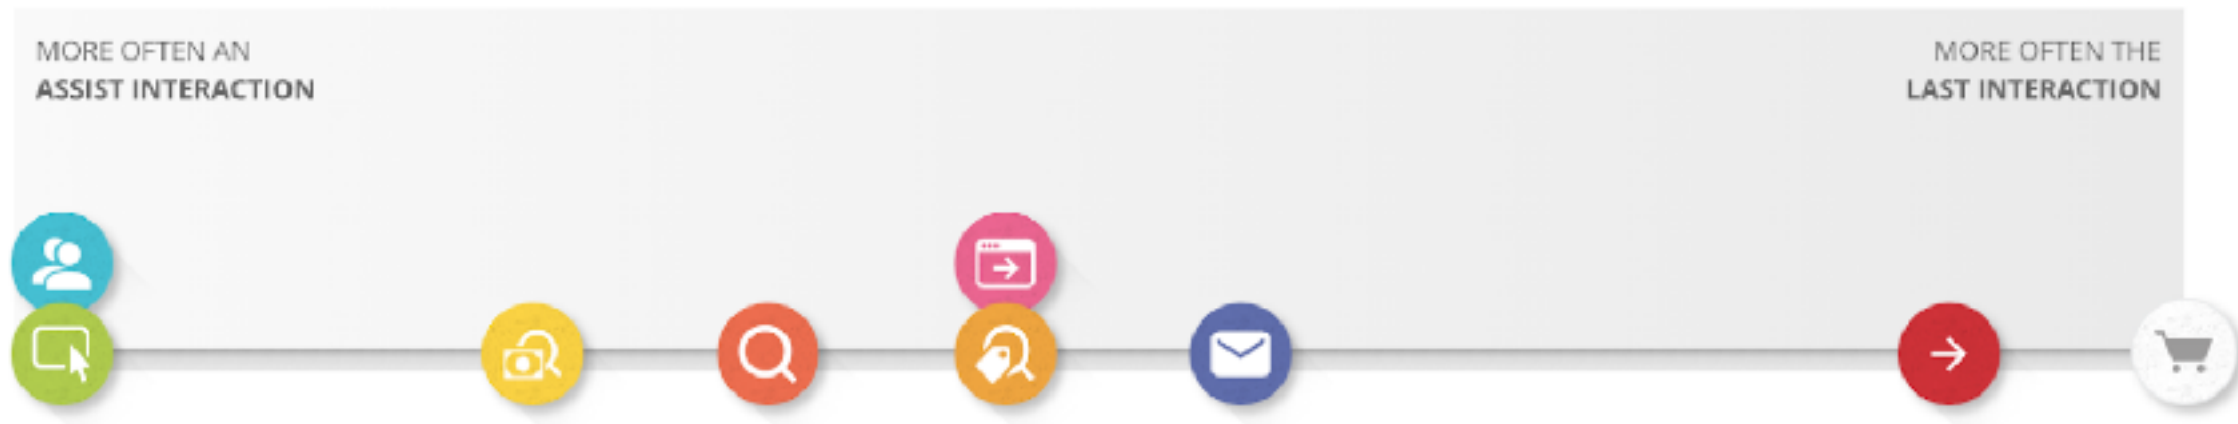 MORE OFTEN AN
ASSIST INTERACTION
MORE OFTEN THE
LAST INTERACTION